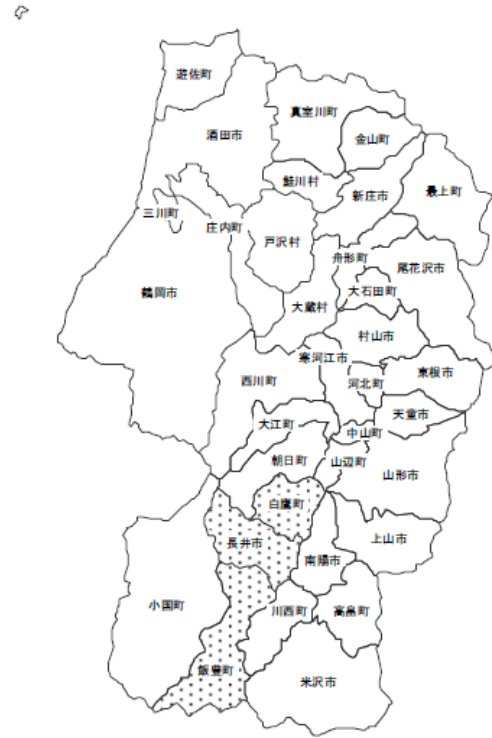 遊佐町
真室川町
酒田市
金山町
鮭川村
新庄市
最上町
三川町
庄内町
戸沢村
舟形町
尾花沢市
鶴岡市
大石田町
大蔵村
村山市
寒河江市
東根市
西川町
河北町
天童市
大江町
中山町
朝日町
山辺町
山形市
白鷹町
上山市
長井市
南陽市
小国町
川西町
高畠町
飯豊町
米沢市